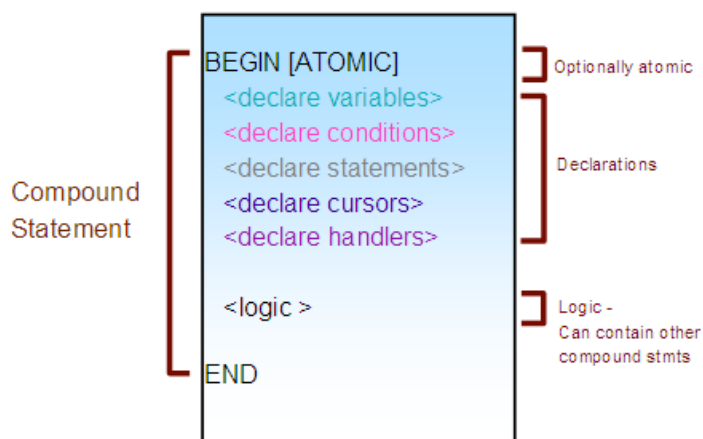 BEGIN [ATOMIC]
Optionally atomic
<declare variables>
<declare conditions>
<declare statements>
<declare cursors>
<declare handlers>
Declarations
Compound
Statement
<logic >
Logic -
Can contain other
compound stmts
END